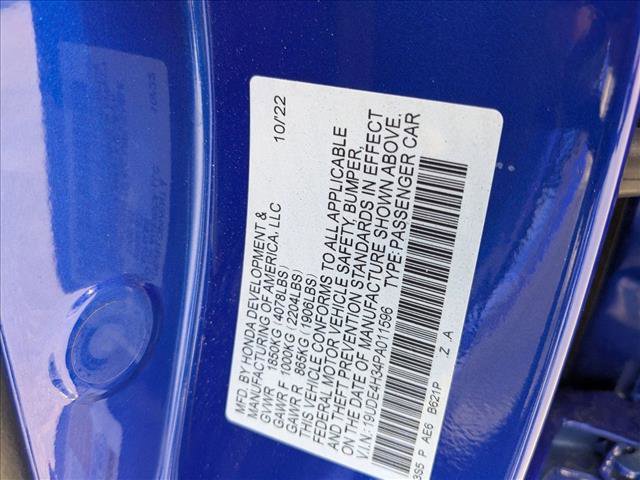 MFD. BY HONDA DEVELOPMENT & 10/'22
MANUFACTURING OF AMERICA, LLC
GVWR 1850KG (4078LBS)
GAWR F 1000KG (2204LBS)
GAWR R 865KG (1906LBS)
THIS VEHICLE CONFORMS TO ALL APPLICABLE
FEDERAL MOTOR VEHICLE SAFETY, BUMPER,
AND THEFT PREVENTION STANDARDS IN EFFECT
ON THE DATE OF MANUFACTURE SHOWN ABOVE.
V.I.N.: 19UDE4H34PA011596 TYPE:PASSENGER CAR
3S5 P AE6 B621P Z .A